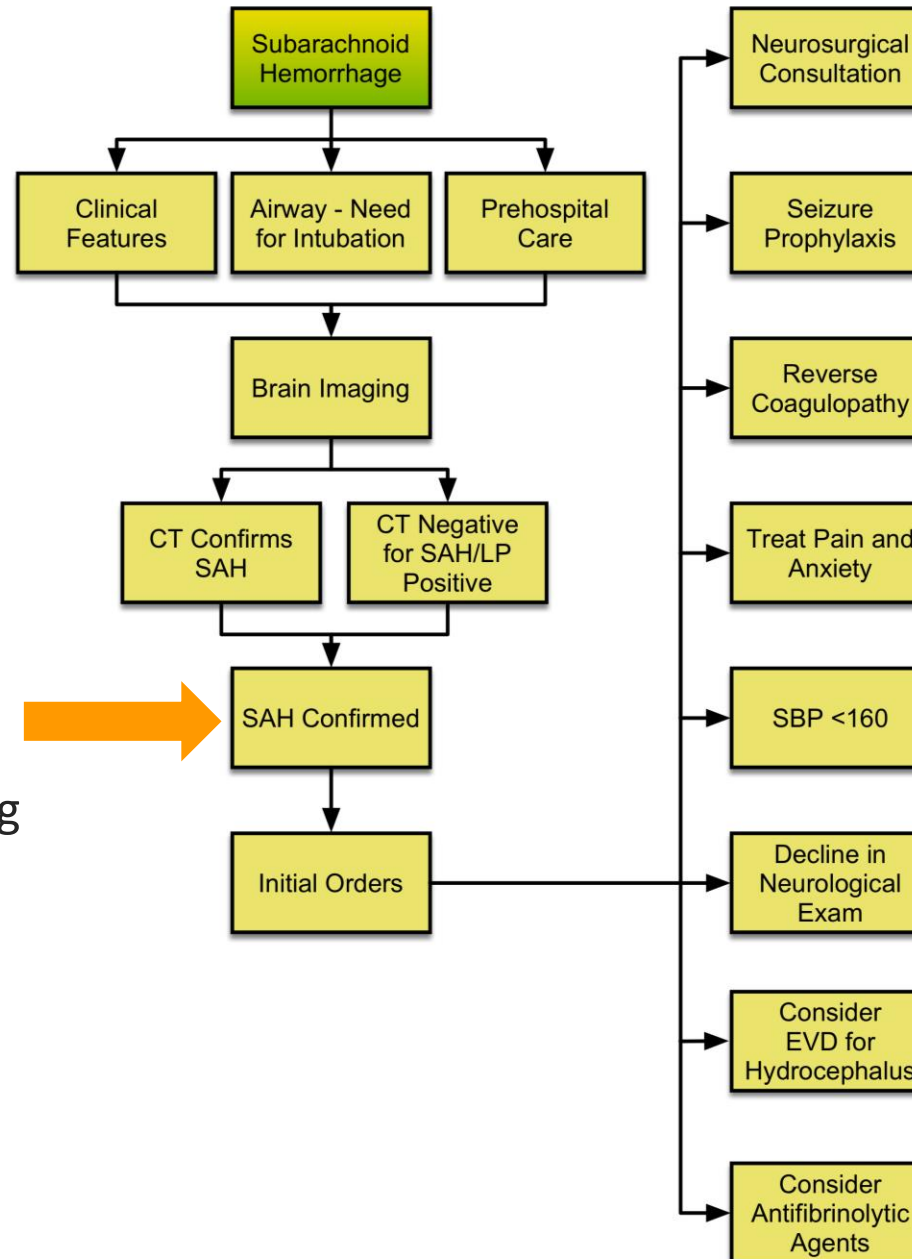 Subarachnoid
Hemorrhage
Clinical
Features
Airway - Need
for Intubation
Prehospital
Care
Brain Imaging
CT Confirms
SAH
CT Negative
for SAH/LP
Positive
SAH Confirmed
g
Initial Orders
Neurosurgical
Consultation
Seizure
Prophylaxis
Reverse
Coagulopathy
Treat Pain and
Anxiety
SBP <160
Decline in
Neurological
Exam
Consider
EVD for
Hydrocephalus
Consider
Antifibrinolytic
Agents